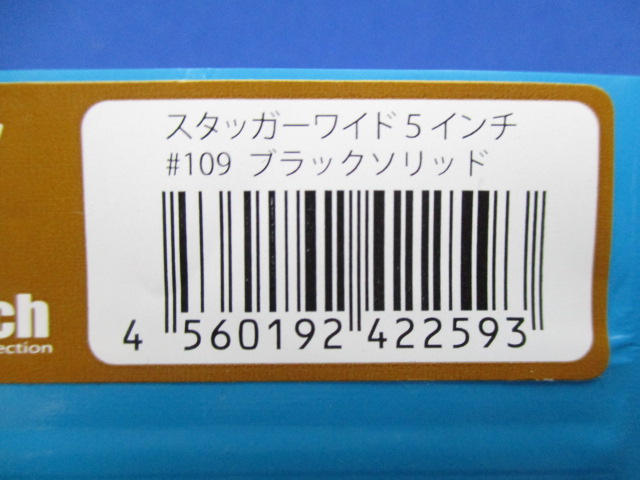 スタッガーワイド5インチ
#109 ブラックソリッド
4 560192 422593
ch
ection